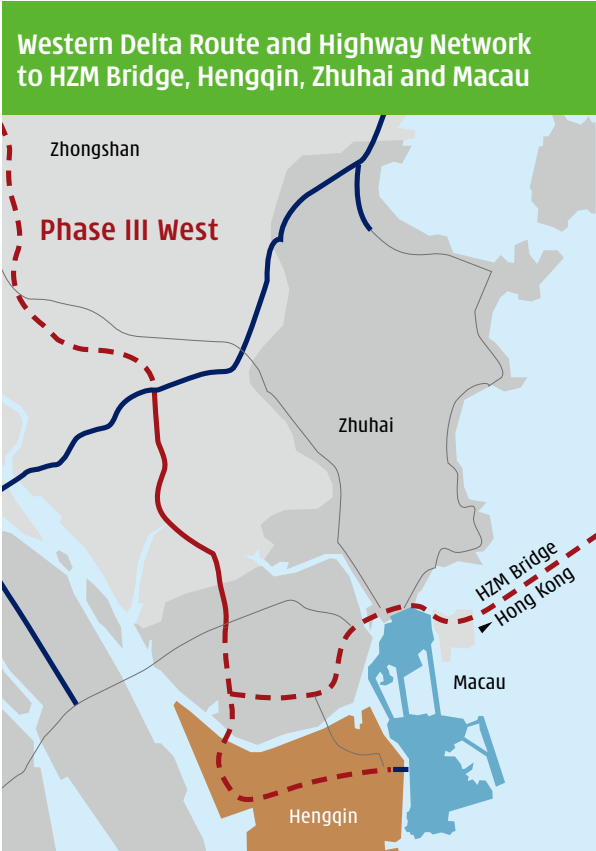 Western Delta Route and Highway Network
to HZM Bridge, Hengqin, Zhuhai and Macau
Zhongshan
Phase III West
Zhuhai
HZM Bridge
Hong Kong
Macau
Hengqin